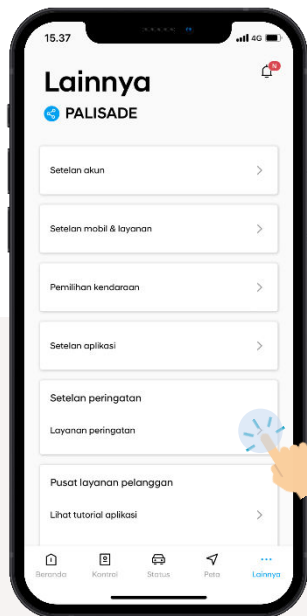 15.37
4G
N
Lainnya
PALISADE
Setelan akun
Setelan mobil & layanan
Pemilihan kendaraan
Setelan aplikasi
Setelan peringatan
Layanan peringatan
Pusat layanan pelanggan
Lihat tutorial aplikasi
Beranda Kontrol Status Peta Lainnya